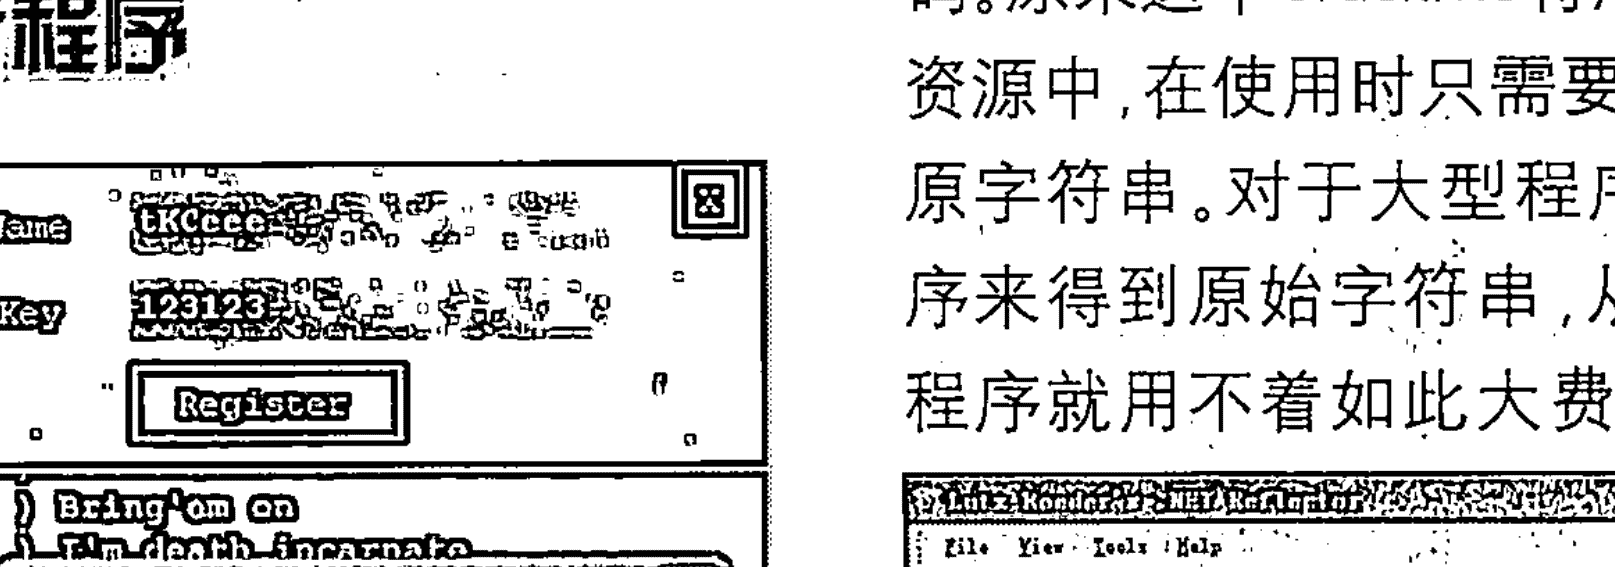 程序
Name tKCeee
Key 123123
Register
) Bring'om on
) I'm death incarnate
资源中,在使用时只需要
原字符串。对于大型程序
序来得到原始字符串,从
程序就用不着如此大费
Lutz Roeder's .NET Reflector
File View Tools Help